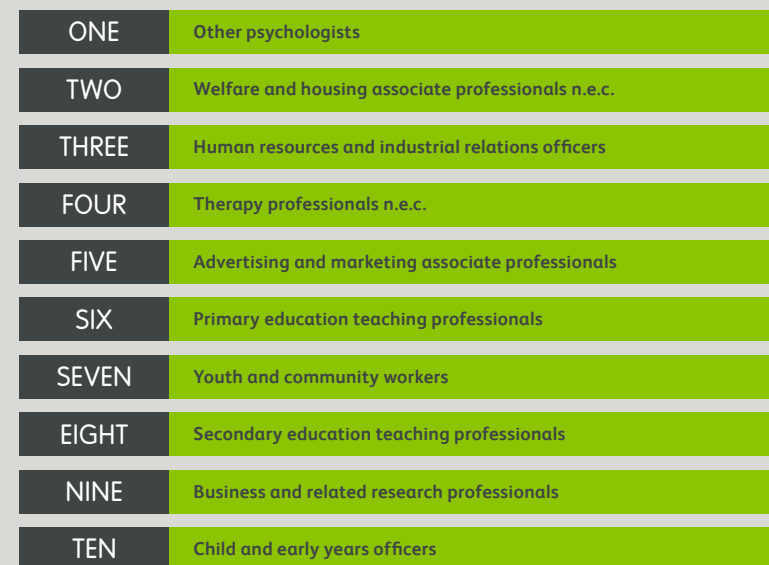 ONE Other psychologists
TWO Welfare and housing associate professionals n.e.c.
THREE Human resources and industrial relations officers
FOUR Therapy professionals n.e.c.
FIVE Advertising and marketing associate professionals
SIX Primary education teaching professionals
SEVEN Youth and community workers
EIGHT Secondary education teaching professionals
NINE Business and related research professionals
TEN Child and early years officers